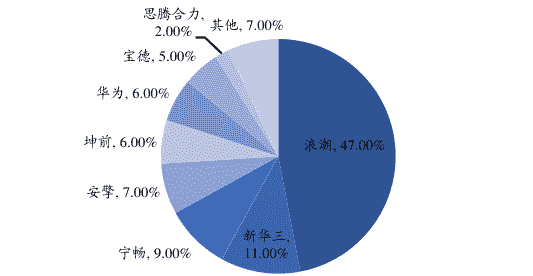 思腾合力,
2.00%
其他, 7.00%
宝德, 5.00%
华为, 6.00%
坤前, 6.00%
安擎, 7.00%
宁畅, 9.00%
新华三,
11.00%
浪潮, 47.00%